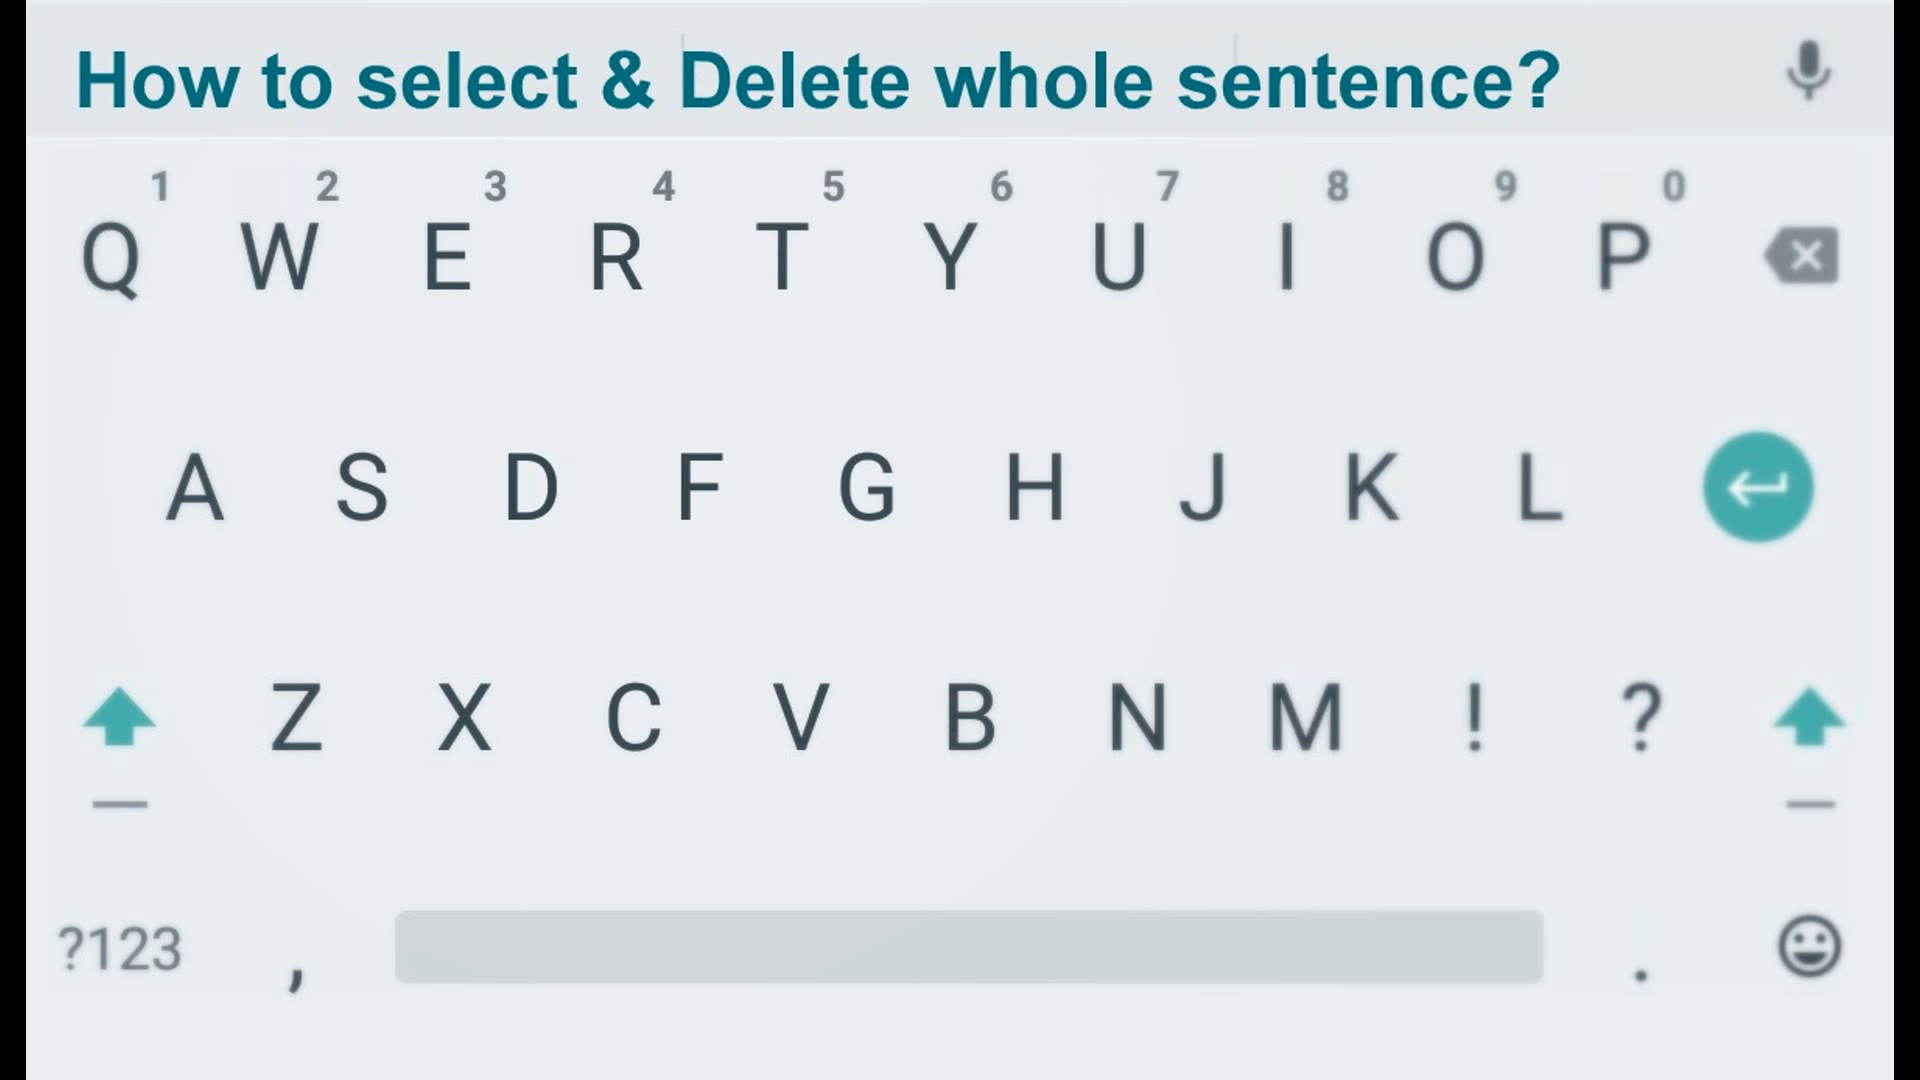 How to select & Delete whole sentence?
1 2 3 4 5 6 7 8 9 0
Q W E R T Y U I O P
A S D F G H J K L
Z X C V B N M ! ?
?123 , .